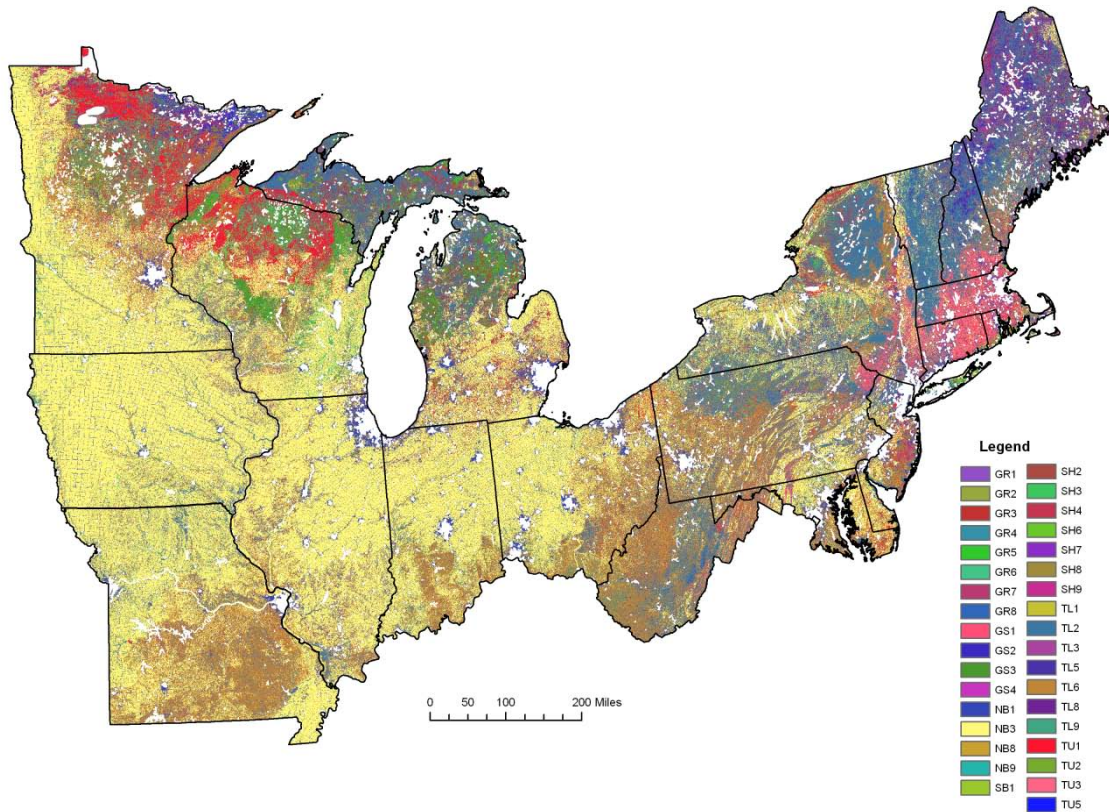 0 50 100 200 Miles
Legend
GR1
GR2
GR3
GR4
GR5
GR6
GR7
GR8
GS1
GS2
GS3
GS4
NB1
NB3
NB8
NB9
SB1
SH2
SH3
SH4
SH6
SH7
SH8
SH9
TL1
TL2
TL3
TL5
TL6
TL8
TL9
TU1
TU2
TU3
TU5